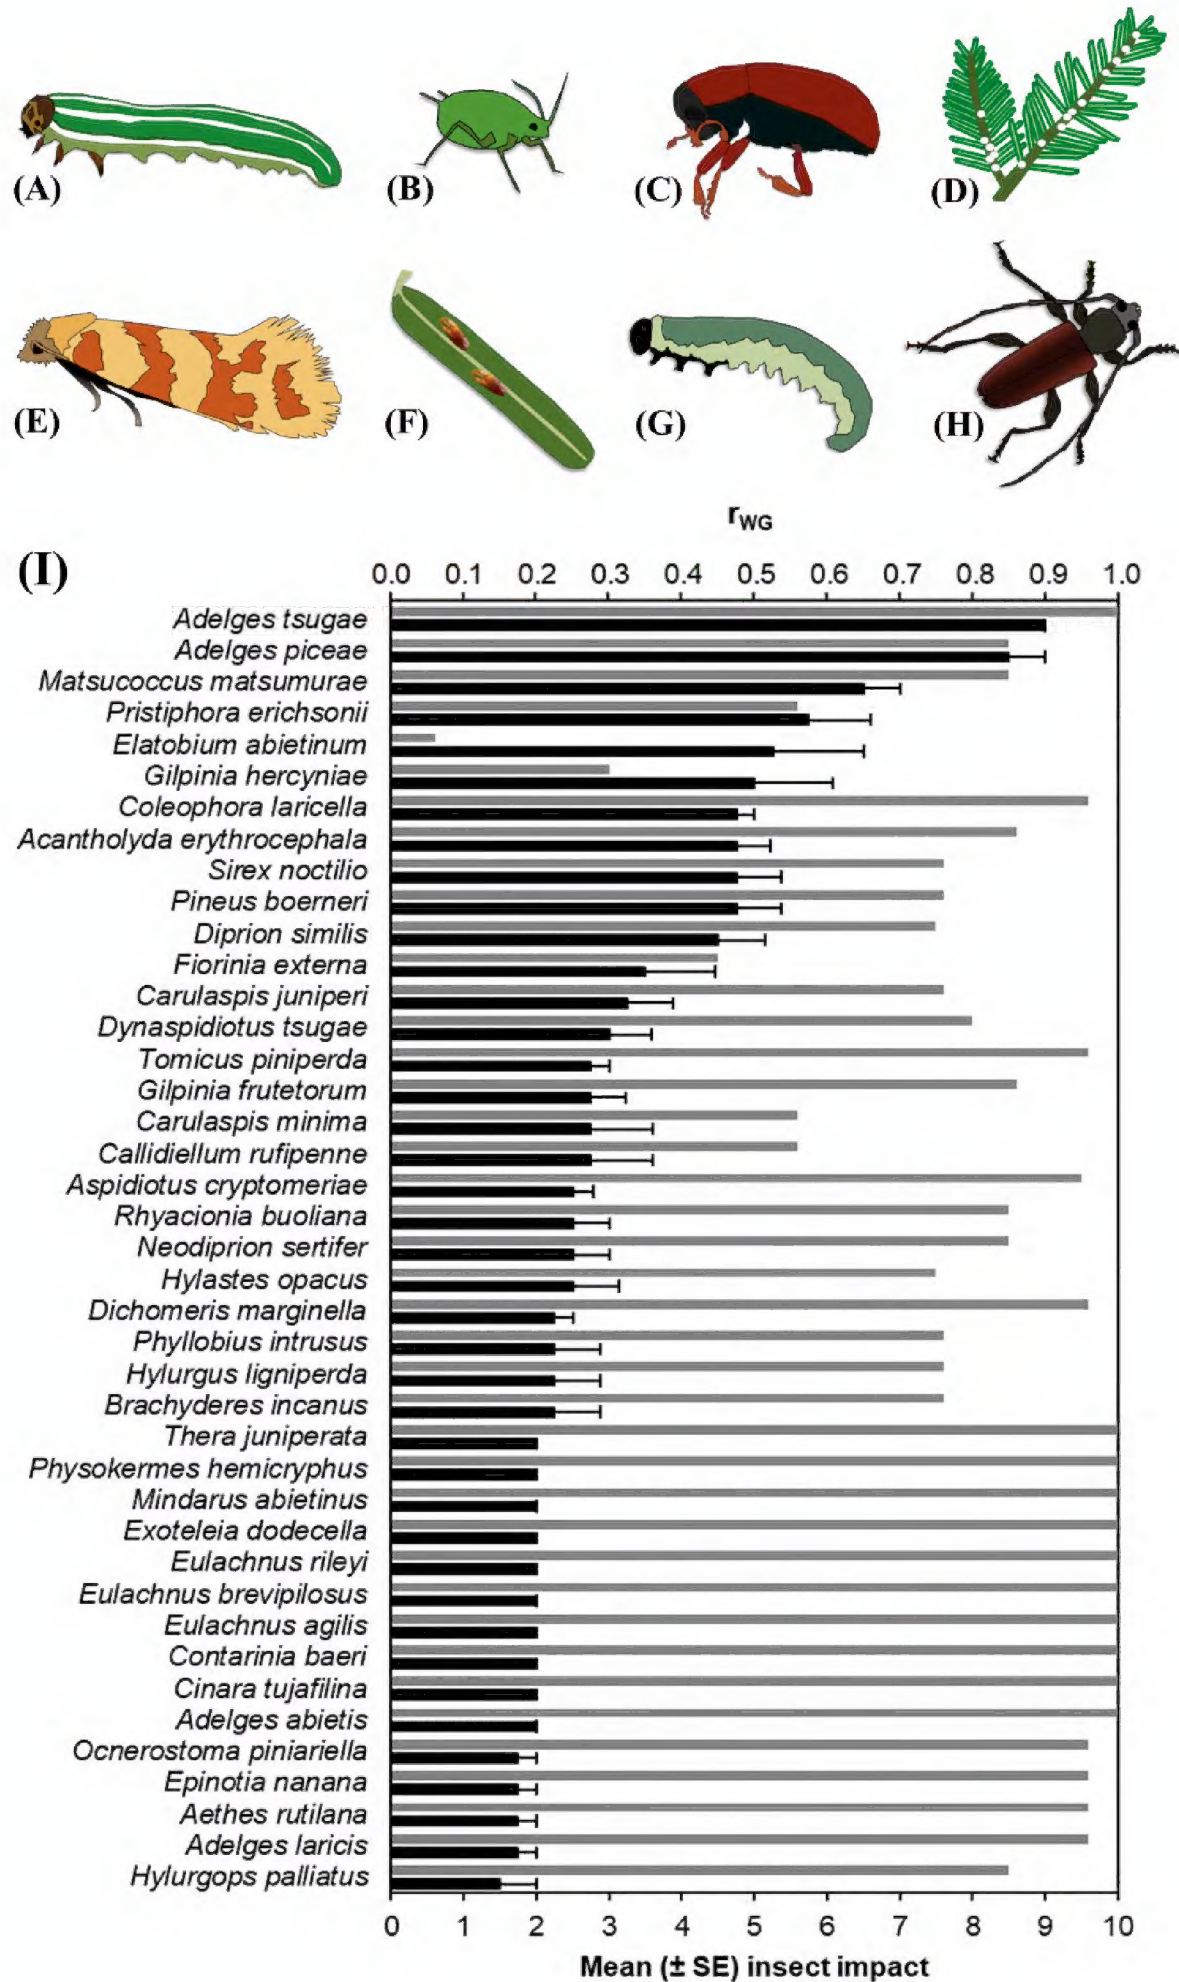 (A)
(B)
(C)
(D)
(E)
(F)
(G)
(H)
r_WG
(I)
0.0 0.1 0.2 0.3 0.4 0.5 0.6 0.7 0.8 0.9 1.0
Adelges tsugae
Adelges piceae
Matsucoccus matsumurae
Pristiphora erichsonii
Elatobium abietinum
Gilpinia hercyniae
Coleophora laricella
Acantholyda erythrocephala
Sirex noctilio
Pineus boerneri
Diprion similis
Fiorinia externa
Carulaspis juniperi
Dynaspidiotus tsugae
Tomicus piniperda
Gilpinia frutetorum
Carulaspis minima
Callidiellum rufipenne
Aspidiotus cryptomeriae
Rhyacionia buoliana
Neodiprion sertifer
Hylastes opacus
Dichomeris marginella
Phyllobius intrusus
Hylurgus ligniperda
Brachyderes incanus
Thera juniperata
Physokermes hemicryphus
Mindarus abietinus
Exoteleia dodecella
Eulachnus rileyi
Eulachnus brevipilosus
Eulachnus agilis
Contarinia baeri
Cinara tujafilina
Adelges abietis
Ocnerostoma piniariella
Epinotia nanana
Aethes rutilana
Adelges laricis
Hylurgops palliatus
0 1 2 3 4 5 6 7 8 9 10
Mean (± SE) insect impact